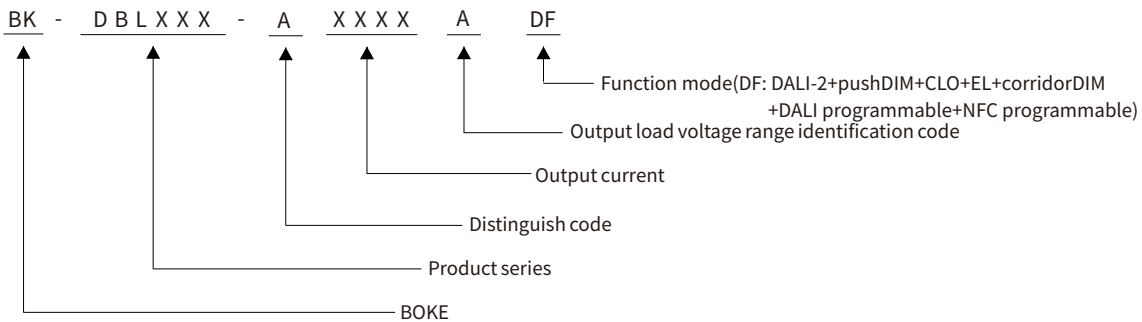 BK - DBLXXX - A XXXX A DF
Function mode(DF: DALI-2+pushDIM+CLO+EL+corridorDIM
+DALI programmable+NFC programmable)
Output load voltage range identification code
Output current
Distinguish code
Product series
BOKE